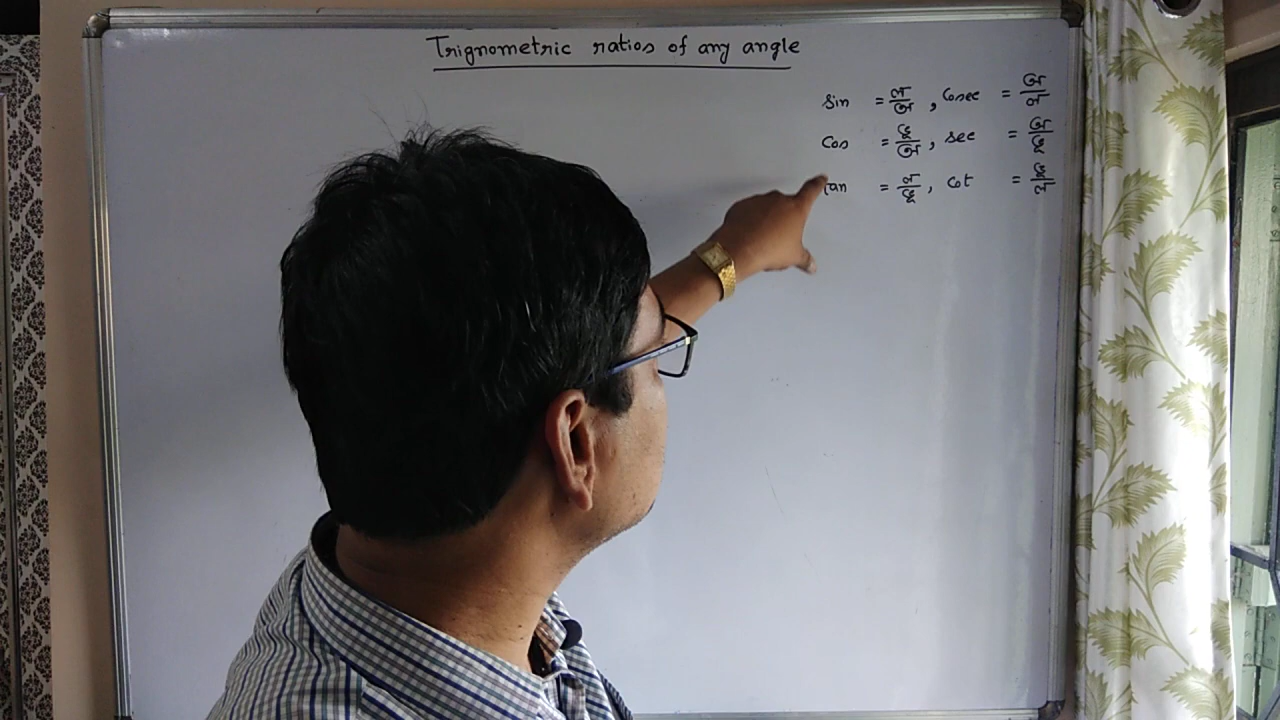 Trignometric ratios of any angle
sin = ल/अ , cosec = अ/ल
cos = इ/अ , sec = अ/इ
tan = ल/इ , cot = इ/ल